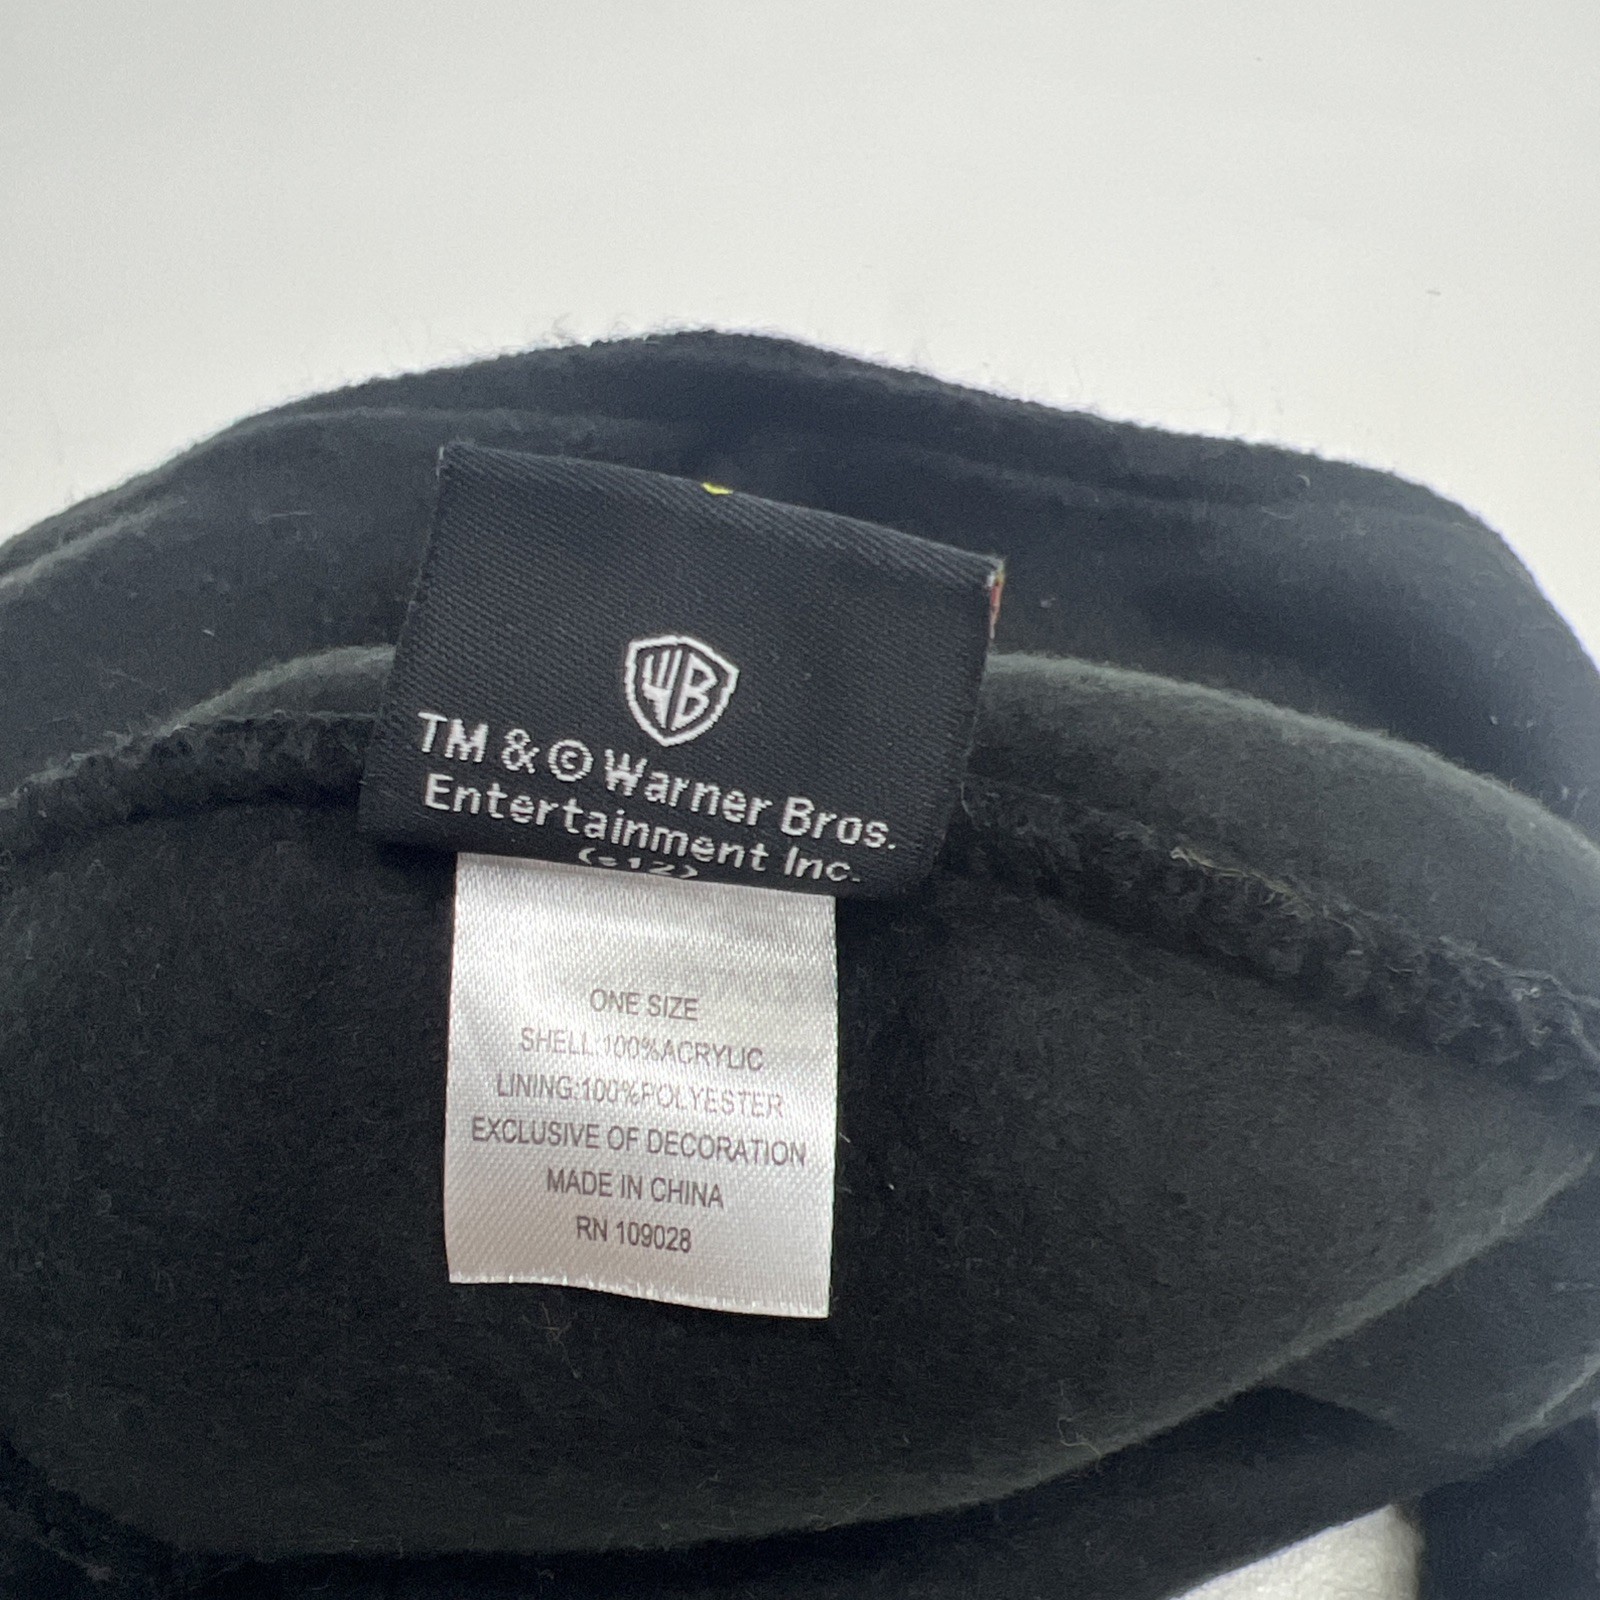 WB
TM & © Warner Bros.
Entertainment Inc.
(s12)
ONE SIZE
SHELL:100%ACRYLIC
LINING:100%POLYESTER
EXCLUSIVE OF DECORATION
MADE IN CHINA
RN 109028